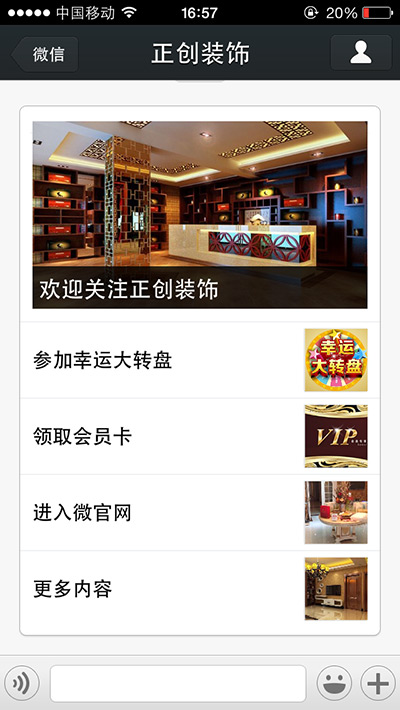 中国移动 16:57 20%
微信 正创装饰
欢迎关注正创装饰
参加幸运大转盘
幸运
大转盘
领取会员卡
VIP
进入微官网
更多内容